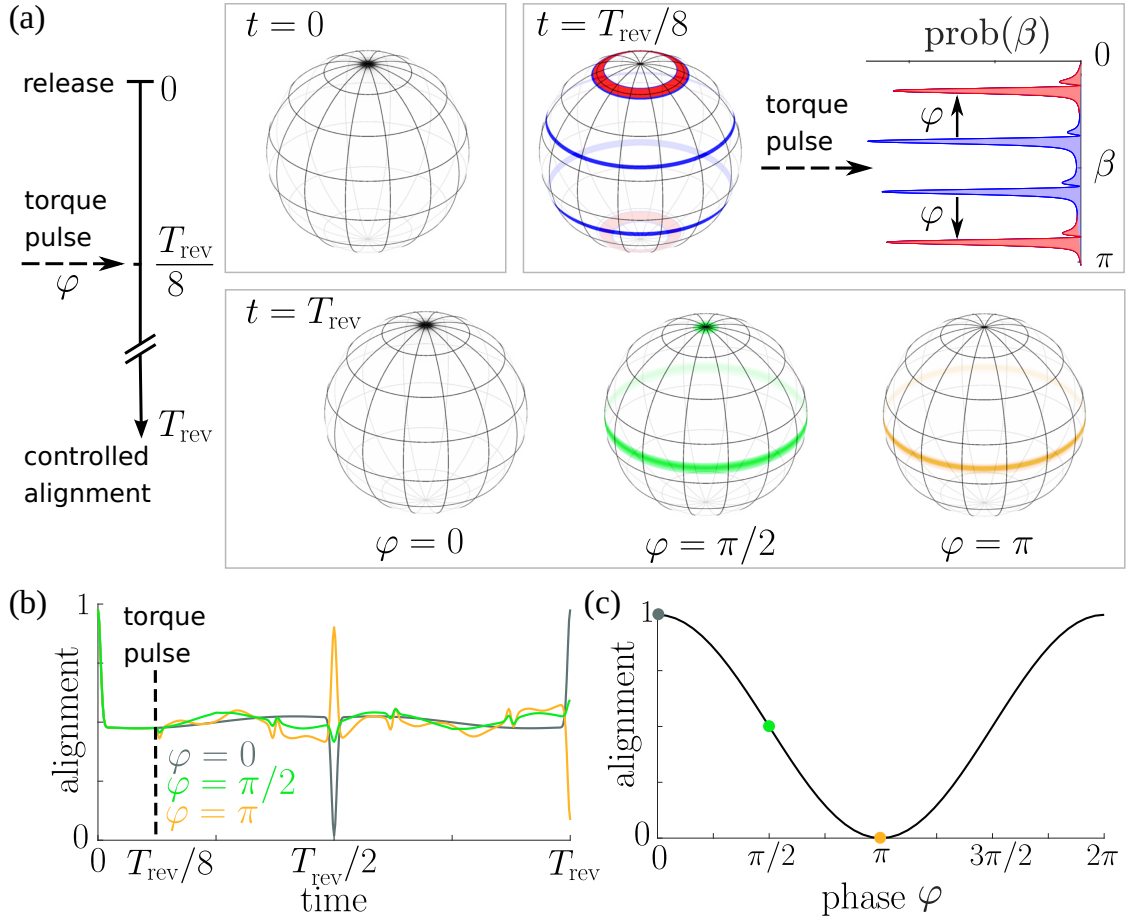 (a)
release
0
torque
pulse
φ
T_rev
8
T_rev
controlled
alignment
t = 0
t = T_rev/8
torque
pulse
prob(β)
0
φ
β
φ
π
t = T_rev
φ = 0
φ = π/2
φ = π
(b)
1
torque
pulse
alignment
φ = 0
φ = π/2
φ = π
0
0
T_rev/8
T_rev/2
T_rev
time
(c)
1
alignment
0
0
π/2
π
3π/2
2π
phase φ